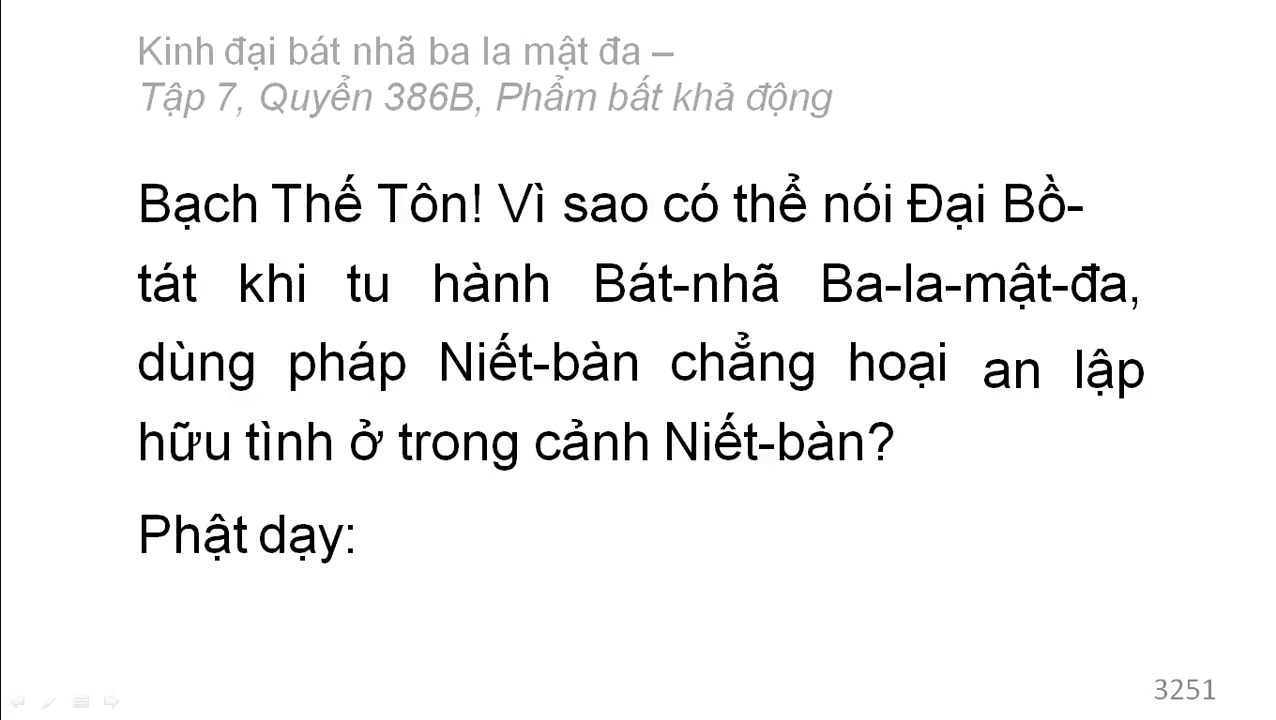 Kinh đại bát nhã ba la mật đa –
Tập 7, Quyển 386B, Phẩm bất khả động
Bạch Thế Tôn! Vì sao có thể nói Đại Bồ-
tát khi tu hành Bát-nhã Ba-la-mật-đa,
dùng pháp Niết-bàn chẳng hoại an lập
hữu tình ở trong cảnh Niết-bàn?
Phật dạy:
3251